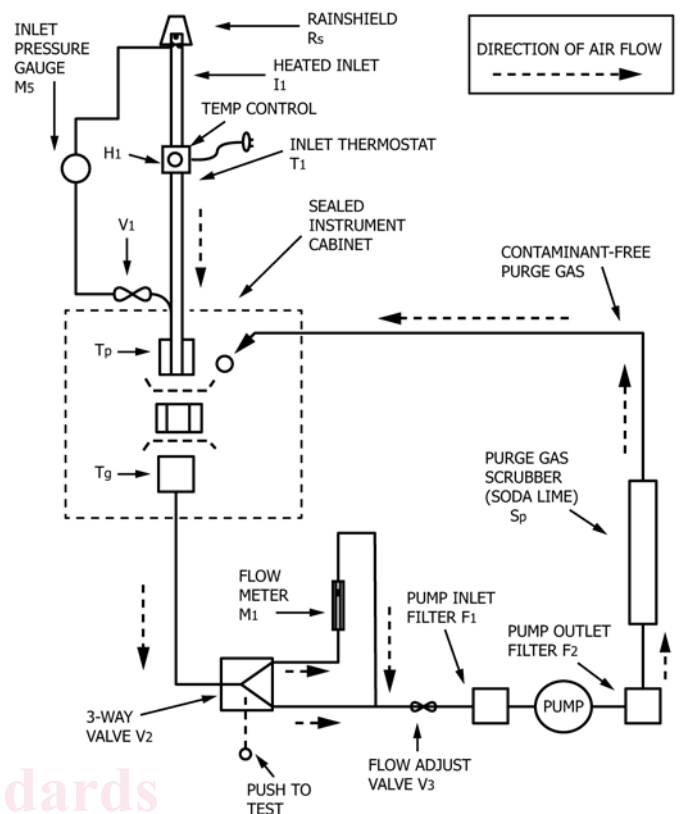 INLET
PRESSURE
GAUGE
M5
RAINSHIELD
Rs
HEATED INLET
I1
TEMP CONTROL
H1
INLET THERMOSTAT
T1
DIRECTION OF AIR FLOW
V1
SEALED
INSTRUMENT
CABINET
CONTAMINANT-FREE
PURGE GAS
Tp
Tg
PURGE GAS
SCRUBBER
(SODA LIME)
Sp
FLOW
METER
M1
PUMP INLET
FILTER F1
PUMP OUTLET
FILTER F2
PUMP
3-WAY
VALVE V2
FLOW ADJUST
VALVE V3
PUSH TO
TEST
dards